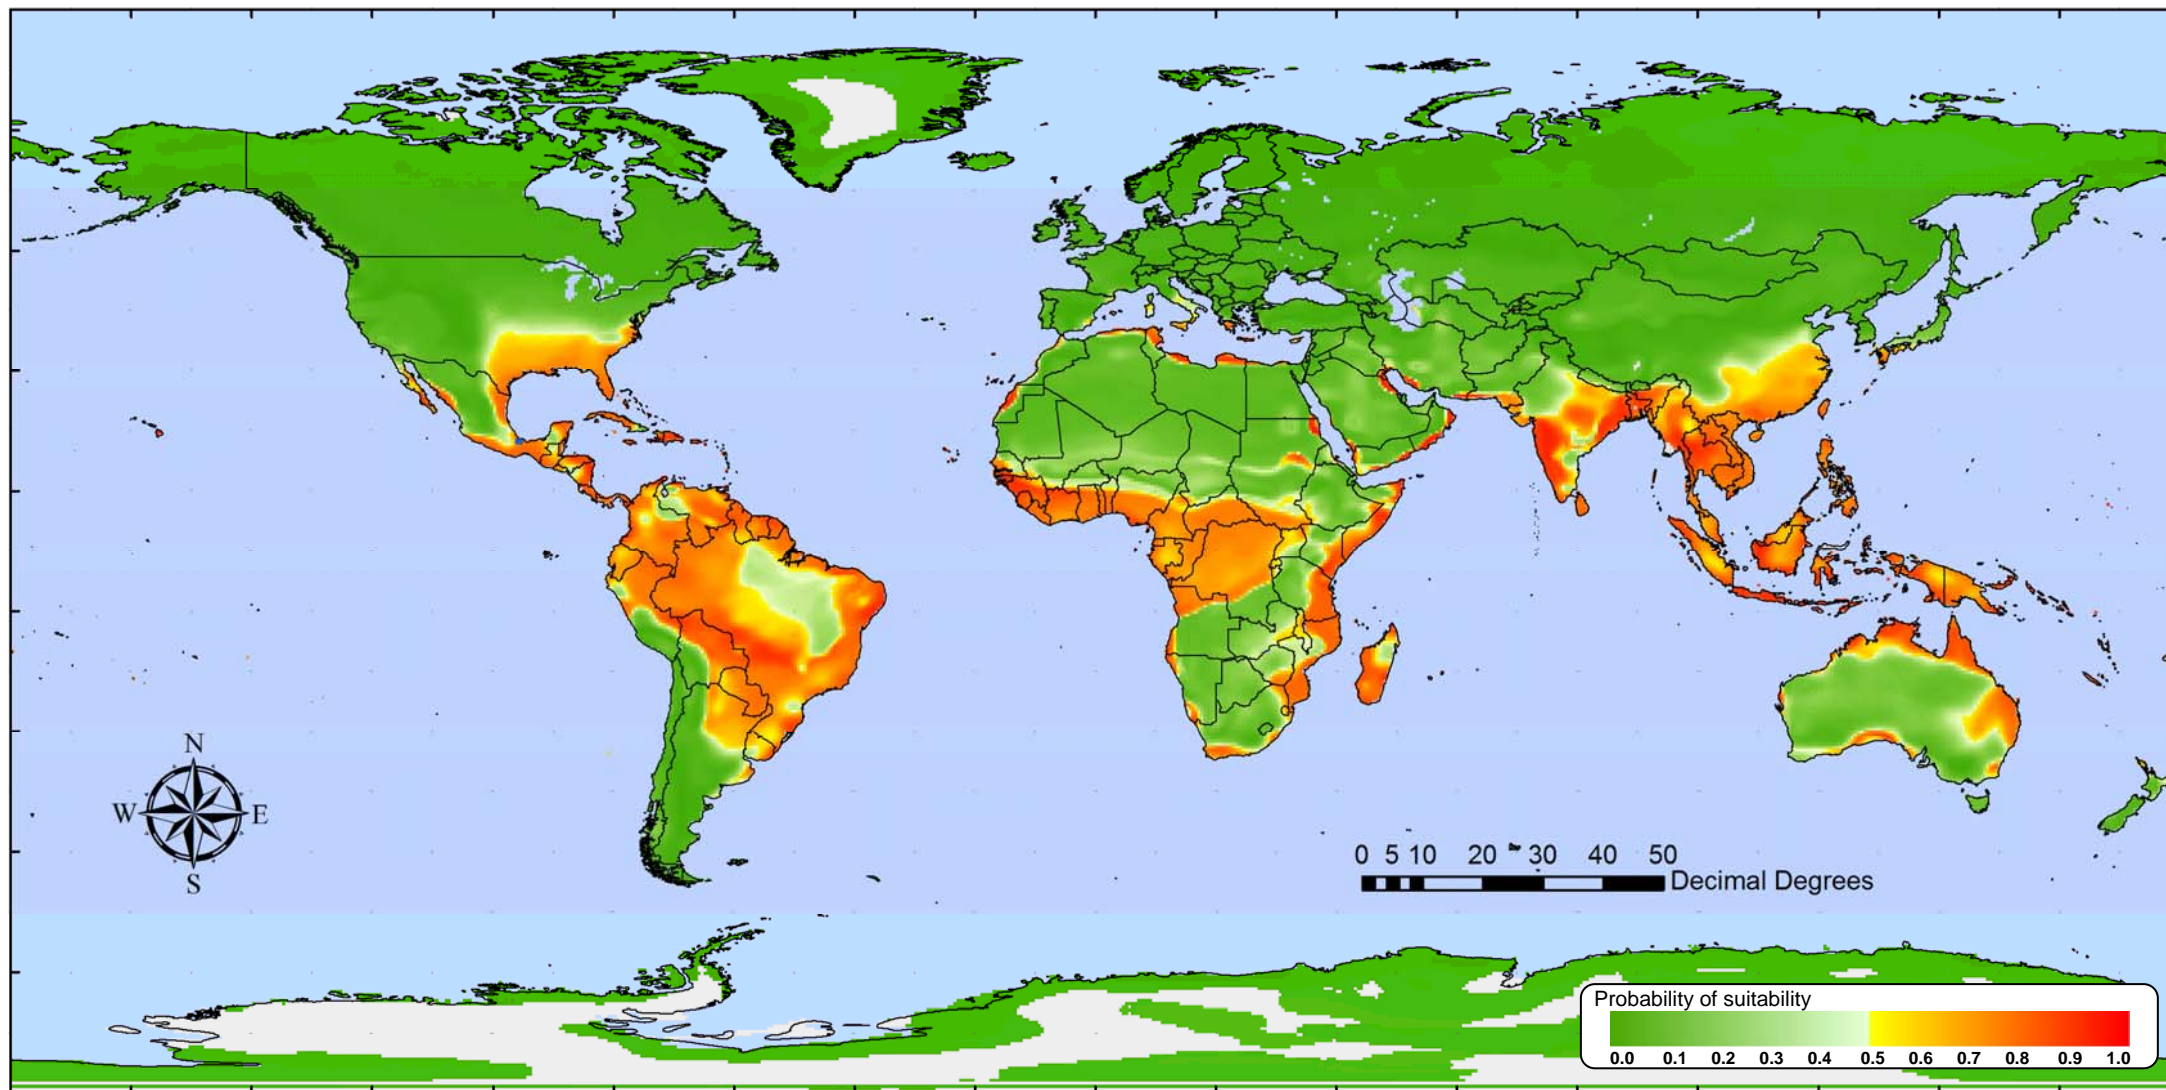 N
W E
S
0 5 10 20 30 40 50
Decimal Degrees
Probability of suitability
0.0 0.1 0.2 0.3 0.4 0.5 0.6 0.7 0.8 0.9 1.0